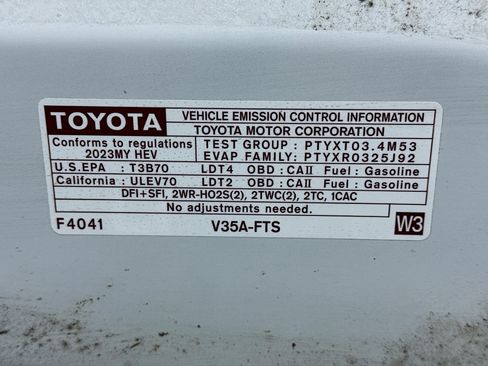 TOYOTA VEHICLE EMISSION CONTROL INFORMATION
TOYOTA MOTOR CORPORATION
Conforms to regulations TEST GROUP : PTYXT03.4M53
2023MY HEV EVAP FAMILY: PTYXR0325J92
U.S.EPA : T3B70 LDT4 OBD : CAII Fuel : Gasoline
California : ULEV70 LDT2 OBD : CAII Fuel : Gasoline
DFI+SFI, 2WR-HO2S(2), 2TWC(2), 2TC, 1CAC
No adjustments needed.
F4041 V35A-FTS W3